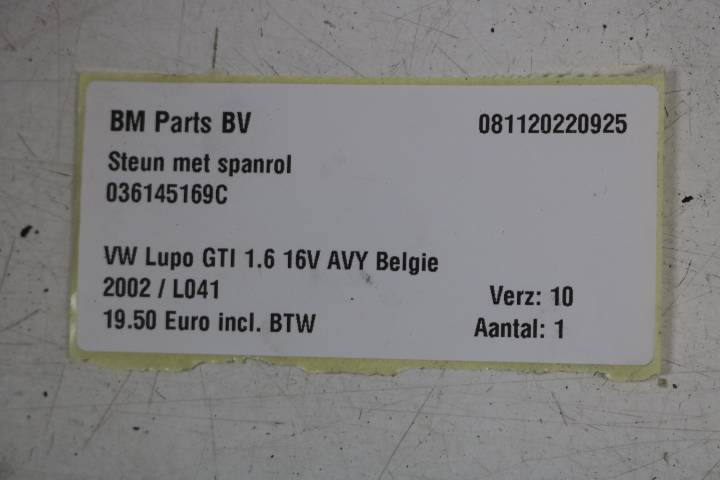 BM Parts BV 081120220925
Steun met spanrol
036145169C
VW Lupo GTI 1.6 16V AVY Belgie
2002 / L041 Verz: 10
19.50 Euro incl. BTW Aantal: 1